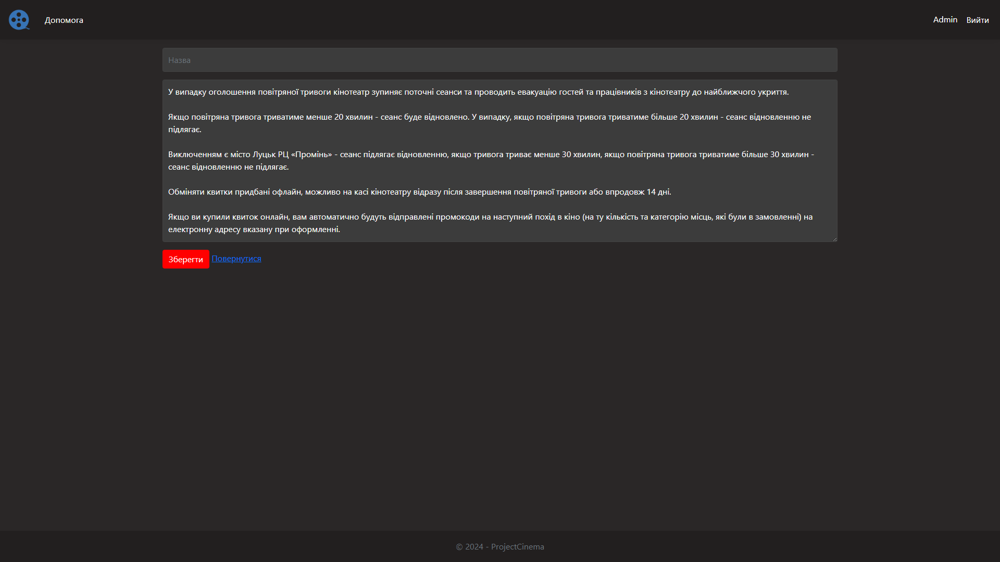 Допомога
Admin
Вийти
Назва
У випадку оголошення повітряної тривоги кінотеатр зупиняє поточні сеанси та проводить евакуацію гостей та працівників з кінотеатру до найближчого укриття.
Якщо повітряна тривога триватиме менше 20 хвилин - сеанс буде відновлено. У випадку, якщо повітряна тривога триватиме більше 20 хвилин - сеанс відновленню не
підлягає.
Виключенням є місто Луцьк РЦ «Промінь» - сеанс підлягає відновленню, якщо тривога триває менше 30 хвилин, якщо повітряна тривога триватиме більше 30 хвилин -
сеанс відновленню не підлягає.
Обміняти квитки придбані офлайн, можливо на касі кінотеатру відразу після завершення повітряної тривоги або впродовж 14 дні.
Якщо ви купили квиток онлайн, вам автоматично будуть відправлені промокоди на наступний похід в кіно (на ту кількість та категорію місць, які були в замовленні) на
електронну адресу вказану при оформленні.
Зберегти
Повернутися
© 2024 - ProjectCinema